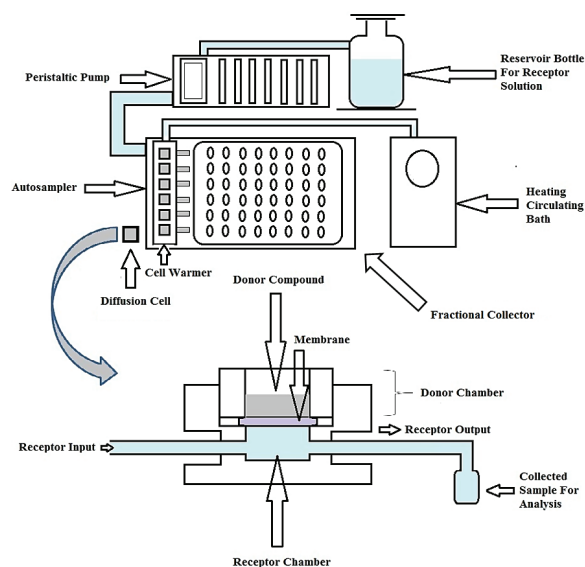 Peristaltic Pump
Reservoir Bottle
For Receptor
Solution
Autosampler
Heating
Circulating
Bath
Cell Warmer
Diffusion Cell
Donor Compound
Fractional Collector
Membrane
Donor Chamber
Receptor Output
Receptor Input
Collected
Sample For
Analysis
Receptor Chamber